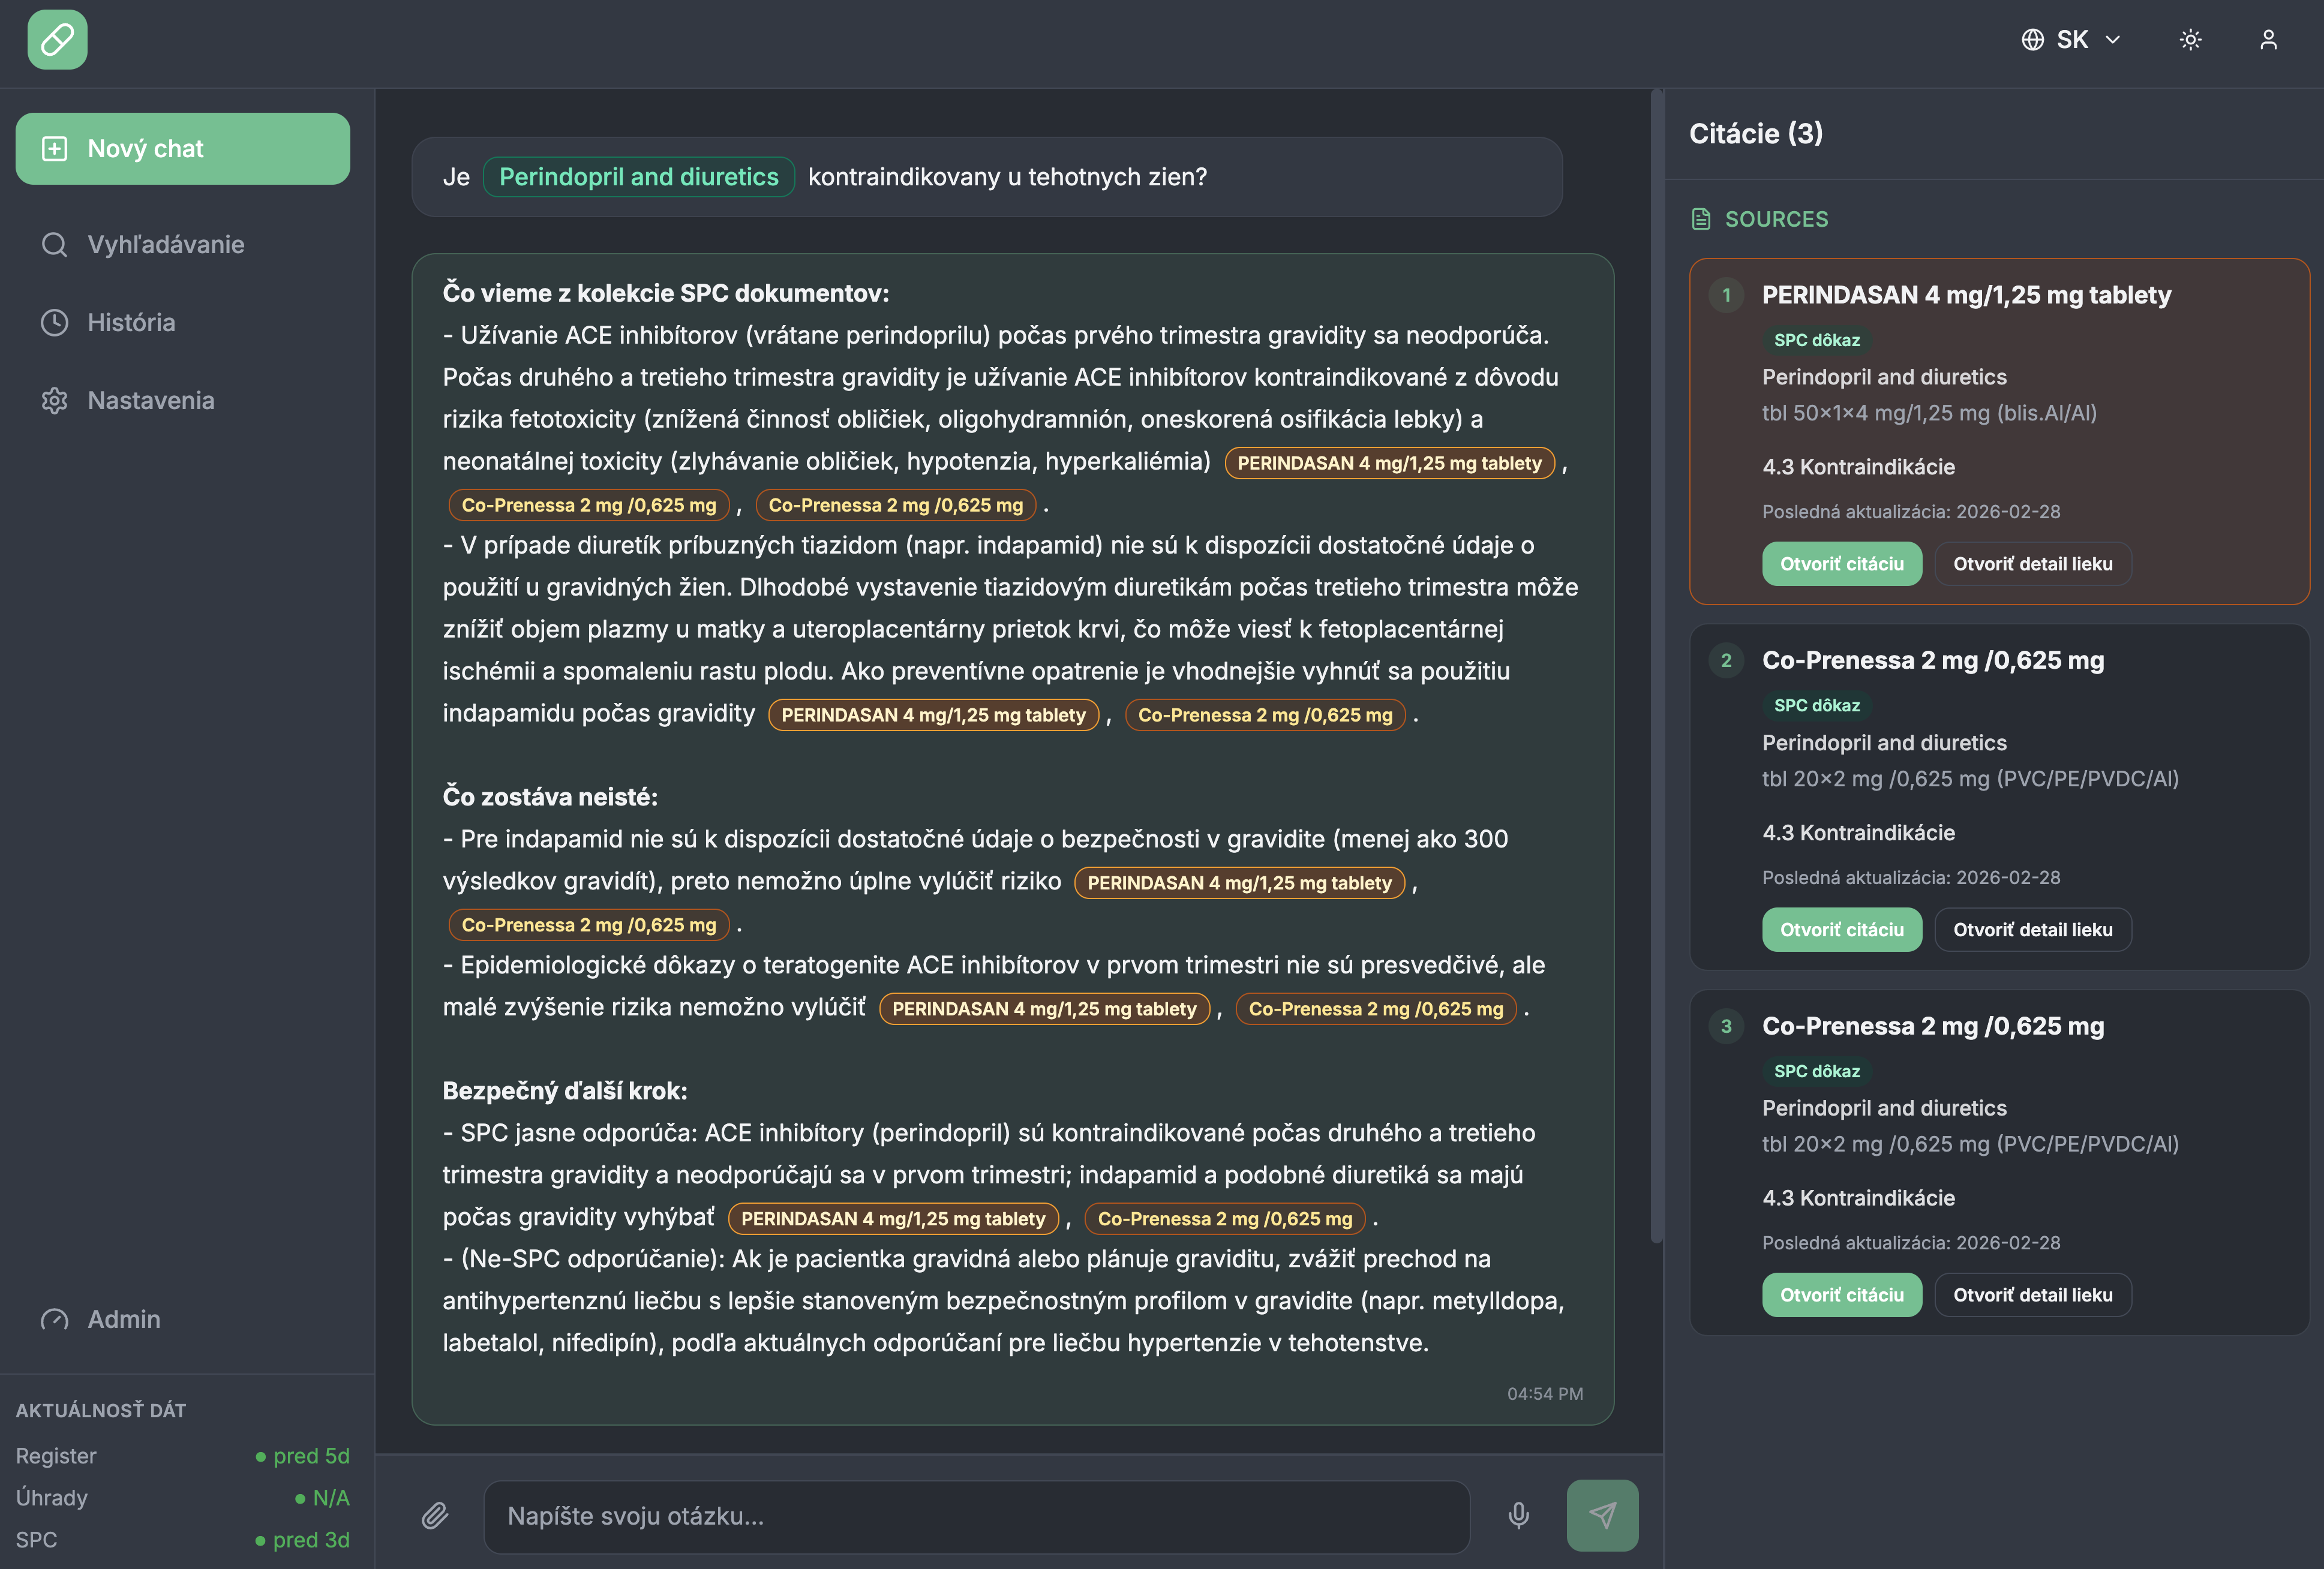 SK
Nový chat
Vyhľadávanie
História
Nastavenia
Admin
AKTUÁLNOSŤ DÁT
Register pred 5d
Úhrady N/A
SPC pred 3d
Je Perindopril and diuretics kontraindikovany u tehotnych zien?
Čo vieme z kolekcie SPC dokumentov:
- Užívanie ACE inhibítorov (vrátane perindoprilu) počas prvého trimestra gravidity sa neodporúča.
Počas druhého a tretieho trimestra gravidity je užívanie ACE inhibítorov kontraindikované z dôvodu
rizika fetotoxicity (znížená činnosť obličiek, oligohydramnión, oneskorená osifikácia lebky) a
neonatálnej toxicity (zlyhávanie obličiek, hypotenzia, hyperkaliémia) PERINDASAN 4 mg/1,25 mg tablety ,
Co-Prenessa 2 mg /0,625 mg , Co-Prenessa 2 mg /0,625 mg .
- V prípade diuretík príbuzných tiazidom (napr. indapamid) nie sú k dispozícii dostatočné údaje o
použití u gravidných žien. Dlhodobé vystavenie tiazidovým diuretikám počas tretieho trimestra môže
znížiť objem plazmy u matky a uteroplacentárny prietok krvi, čo môže viesť k fetoplacentárnej
ischémii a spomaleniu rastu plodu. Ako preventívne opatrenie je vhodnejšie vyhnúť sa použitiu
indapamidu počas gravidity PERINDASAN 4 mg/1,25 mg tablety , Co-Prenessa 2 mg /0,625 mg .
Čo zostáva neisté:
- Pre indapamid nie sú k dispozícii dostatočné údaje o bezpečnosti v gravidite (menej ako 300
výsledkov gravidít), preto nemožno úplne vylúčiť riziko PERINDASAN 4 mg/1,25 mg tablety ,
Co-Prenessa 2 mg /0,625 mg .
- Epidemiologické dôkazy o teratogenite ACE inhibítorov v prvom trimestri nie sú presvedčivé, ale
malé zvýšenie rizika nemožno vylúčiť PERINDASAN 4 mg/1,25 mg tablety , Co-Prenessa 2 mg /0,625 mg .
Bezpečný ďalší krok:
- SPC jasne odporúča: ACE inhibítory (perindopril) sú kontraindikované počas druhého a tretieho
trimestra gravidity a neodporúčajú sa v prvom trimestri; indapamid a podobné diuretiká sa majú
počas gravidity vyhýbať PERINDASAN 4 mg/1,25 mg tablety , Co-Prenessa 2 mg /0,625 mg .
- (Ne-SPC odporúčanie): Ak je pacientka gravidná alebo plánuje graviditu, zvážiť prechod na
antihypertenznú liečbu s lepšie stanoveným bezpečnostným profilom v gravidite (napr. metylldopa,
labetalol, nifedipín), podľa aktuálnych odporúčaní pre liečbu hypertenzie v tehotenstve.
04:54 PM
Napíšte svoju otázku...
Citácie (3)
SOURCES
1 PERINDASAN 4 mg/1,25 mg tablety
SPC dôkaz
Perindopril and diuretics
tbl 50×1×4 mg/1,25 mg (blis.Al/Al)
4.3 Kontraindikácie
Posledná aktualizácia: 2026-02-28
Otvoriť citáciu Otvoriť detail lieku
2 Co-Prenessa 2 mg /0,625 mg
SPC dôkaz
Perindopril and diuretics
tbl 20×2 mg /0,625 mg (PVC/PE/PVDC/Al)
4.3 Kontraindikácie
Posledná aktualizácia: 2026-02-28
Otvoriť citáciu Otvoriť detail lieku
3 Co-Prenessa 2 mg /0,625 mg
SPC dôkaz
Perindopril and diuretics
tbl 20×2 mg /0,625 mg (PVC/PE/PVDC/Al)
4.3 Kontraindikácie
Posledná aktualizácia: 2026-02-28
Otvoriť citáciu Otvoriť detail lieku